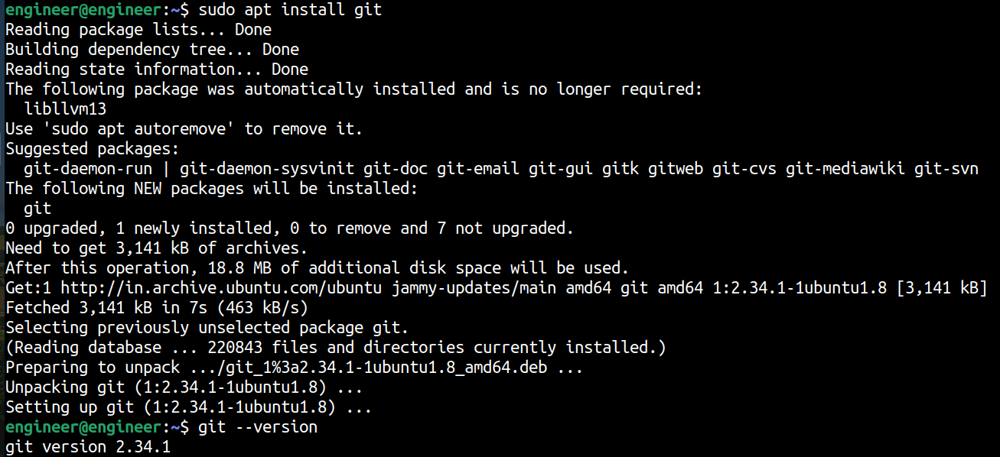 engineer@engineer:~$ sudo apt install git
Reading package lists... Done
Building dependency tree... Done
Reading state information... Done
The following package was automatically installed and is no longer required:
  libllvm13
Use 'sudo apt autoremove' to remove it.
Suggested packages:
  git-daemon-run | git-daemon-sysvinit git-doc git-email git-gui gitk gitweb git-cvs git-mediawiki git-svn
The following NEW packages will be installed:
  git
0 upgraded, 1 newly installed, 0 to remove and 7 not upgraded.
Need to get 3,141 kB of archives.
After this operation, 18.8 MB of additional disk space will be used.
Get:1 http://in.archive.ubuntu.com/ubuntu jammy-updates/main amd64 git amd64 1:2.34.1-1ubuntu1.8 [3,141 kB]
Fetched 3,141 kB in 7s (463 kB/s)
Selecting previously unselected package git.
(Reading database ... 220843 files and directories currently installed.)
Preparing to unpack .../git_1%3a2.34.1-1ubuntu1.8_amd64.deb ...
Unpacking git (1:2.34.1-1ubuntu1.8) ...
Setting up git (1:2.34.1-1ubuntu1.8) ...
engineer@engineer:~$ git --version
git version 2.34.1